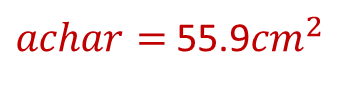 achar = 55.9cm²